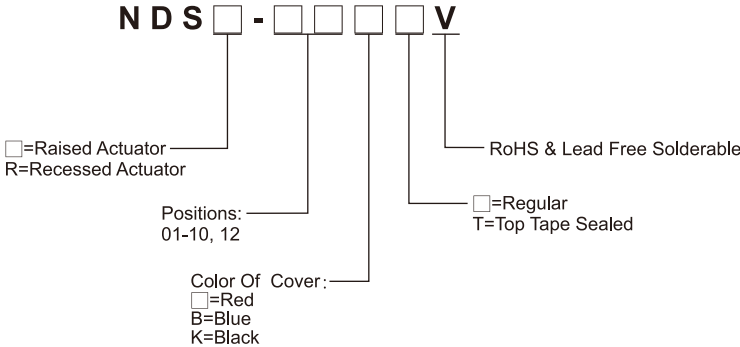 NDS□-□□□□V
□=Raised Actuator
R=Recessed Actuator
RoHS & Lead Free Solderable
Positions:
01-10, 12
□=Regular
T=Top Tape Sealed
Color Of Cover:
□=Red
B=Blue
K=Black